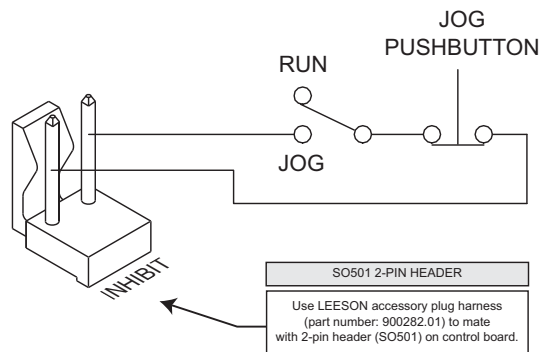 JOG
PUSHBUTTON
RUN
JOG
INHIBIT
SO501 2-PIN HEADER
Use LEESON accessory plug harness
(part number: 900282.01) to mate
with 2-pin header (SO501) on control board.